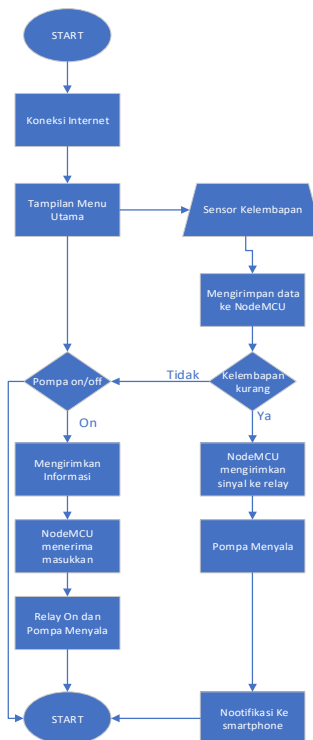 START
Koneksi Internet
Tampilan Menu
Utama
Sensor Kelembapan
Mengirimpan data
ke NodeMCU
Pompa on/off
Tidak
Kelembapan
kurang
On
Ya
Mengirimkan
Informasi
NodeMCU
mengirimkan
sinyal ke relay
NodeMCU
menerima
masukkan
Pompa Menyala
Relay On dan
Pompa Menyala
START
Nootifikasi Ke
smartphone